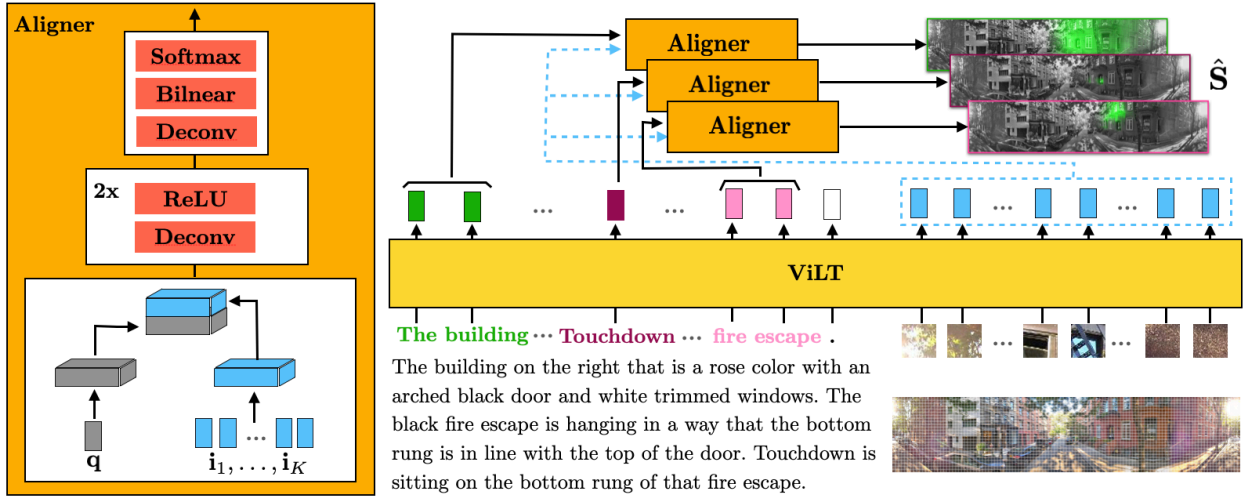 Aligner
Softmax
Bilnear
Deconv
2x
ReLU
Deconv
q
i₁, . . . , i_K
Aligner
Aligner
Aligner
Ŝ
... ...
... ...
ViLT
The building ... Touchdown ... fire escape .
... ...
The building on the right that is a rose color with an
arched black door and white trimmed windows. The
black fire escape is hanging in a way that the bottom
rung is in line with the top of the door. Touchdown is
sitting on the bottom rung of that fire escape.